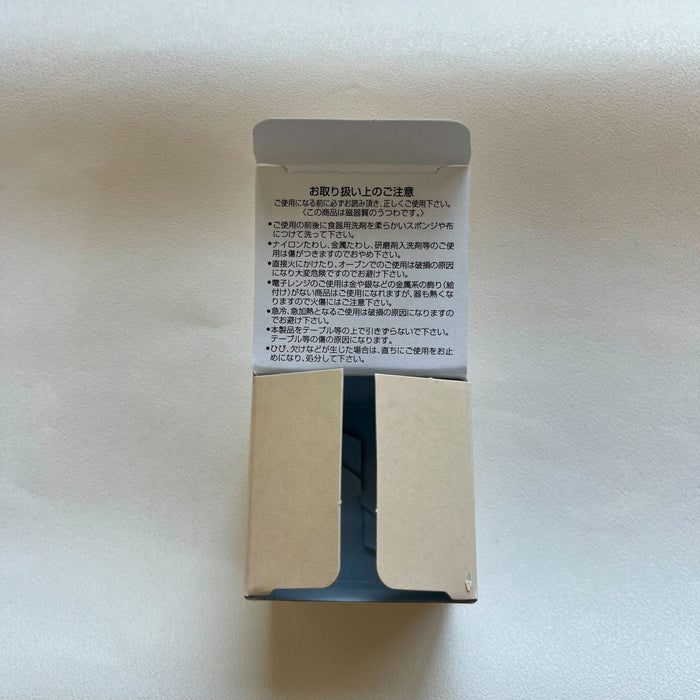 お取り扱い上のご注意
ご使用になる前に必ずお読み頂き、正しくご使用下さい。
〈この商品は磁器質のうつわです。〉
●ご使用の前後に食器用洗剤を柔らかいスポンジや布
につけて洗って下さい。
●ナイロンたわし、金属たわし、研磨剤入洗剤等のご使
用は傷がつきますのでおやめ下さい。
●直接火にかけたり、オーブンでのご使用は破損の原因
になり大変危険ですのでお避け下さい。
●電子レンジのご使用は金や銀などの金属系の飾り(絵
付け)がない商品はご使用になれますが、器も熱くな
りますので火傷にはご注意下さい。
●急冷、急加熱となるご使用は破損の原因になりますの
でお避け下さい。
●本製品をテーブル等の上で引きずらないで下さい。
テーブル等の傷の原因になります。
●ひび、欠けなどが生じた場合は、直ちにご使用をお止
めになり、処分して下さい。